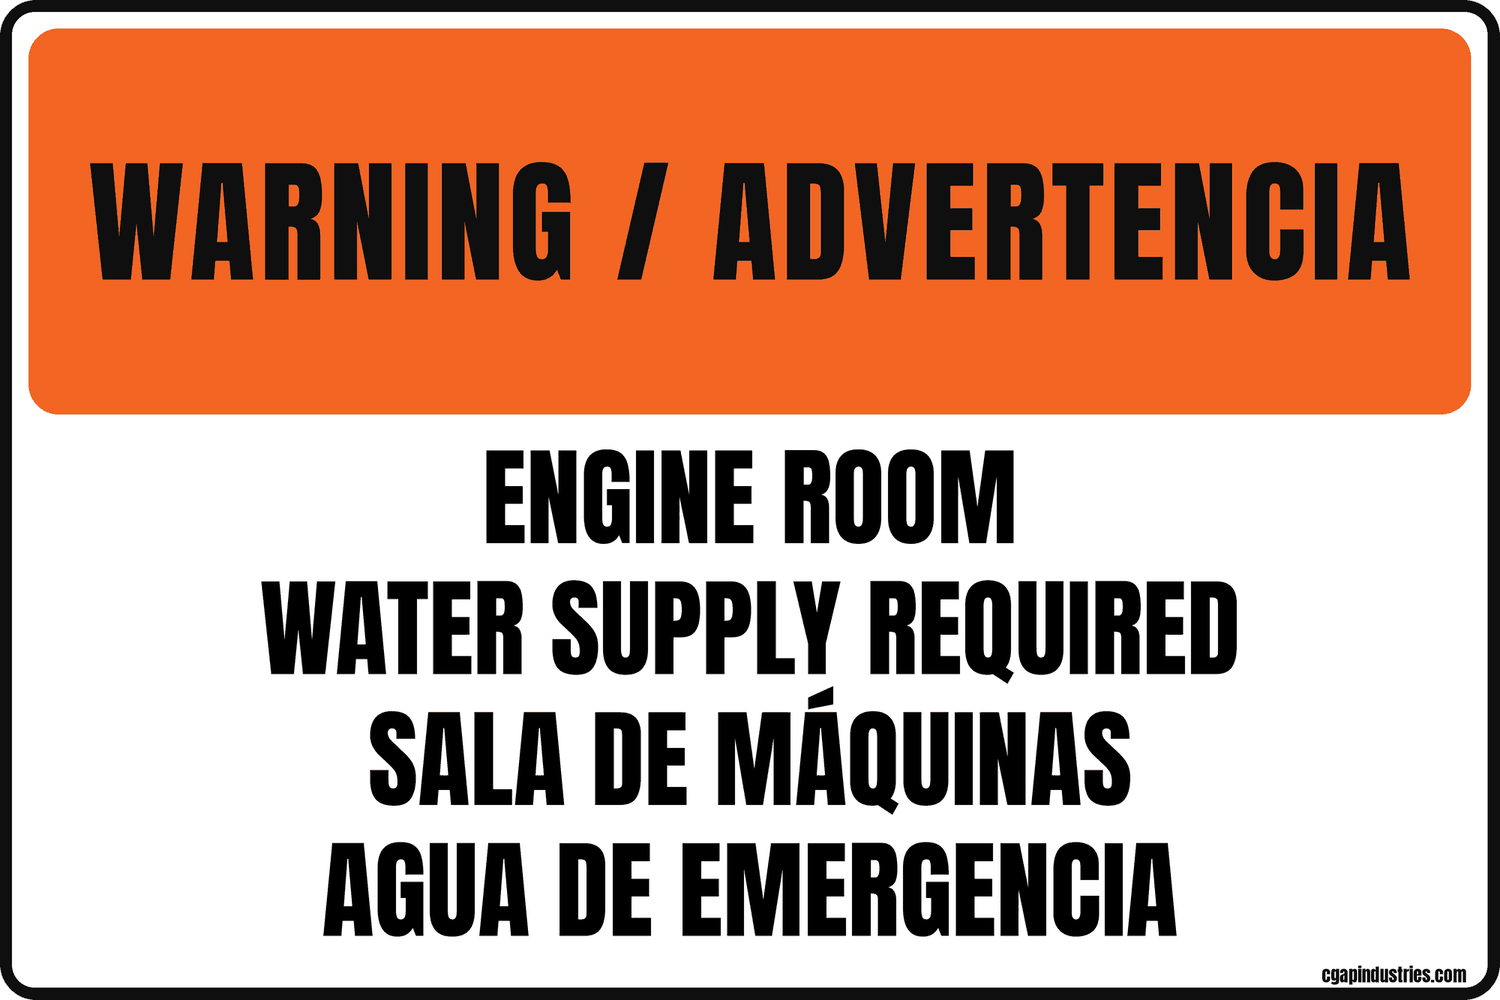 WARNING / ADVERTENCIA
ENGINE ROOM
WATER SUPPLY REQUIRED
SALA DE MÁQUINAS
AGUA DE EMERGENCIA
cgapindustries.com